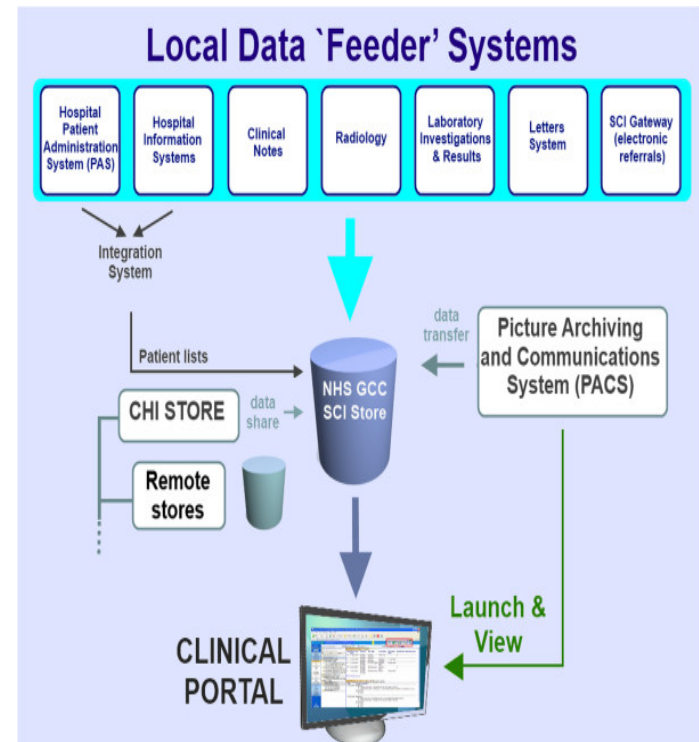 Local Data `Feeder' Systems
Hospital
Patient
Administration
System (PAS)
Hospital
Information
Systems
Clinical
Notes
Radiology
Laboratory
Investigations
& Results
Letters
System
SCI Gateway
(electronic
referrals)
Integration
System
Patient lists
NHS GCC
SCI Store
data
transfer
Picture Archiving
and Communications
System (PACS)
CHI STORE
data
share
Remote
stores
Launch &
View
CLINICAL
PORTAL